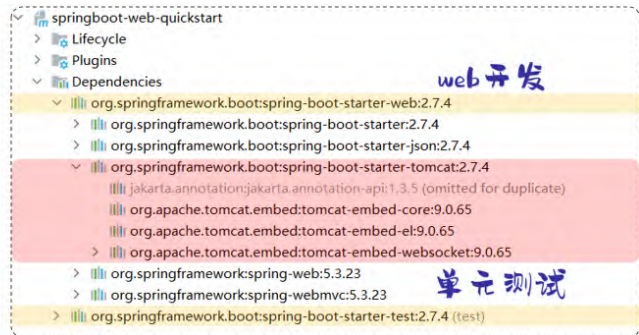 springboot-web-quickstart
Lifecycle
Plugins
Dependencies
web开发
org.springframework.boot:spring-boot-starter-web:2.7.4
org.springframework.boot:spring-boot-starter:2.7.4
org.springframework.boot:spring-boot-starter-json:2.7.4
org.springframework.boot:spring-boot-starter-tomcat:2.7.4
jakarta.annotation:jakarta.annotation-api:1.3.5 (omitted for duplicate)
org.apache.tomcat.embed:tomcat-embed-core:9.0.65
org.apache.tomcat.embed:tomcat-embed-el:9.0.65
org.apache.tomcat.embed:tomcat-embed-websocket:9.0.65
org.springframework:spring-web:5.3.23
单元测试
org.springframework:spring-webmvc:5.3.23
org.springframework.boot:spring-boot-starter-test:2.7.4 (test)